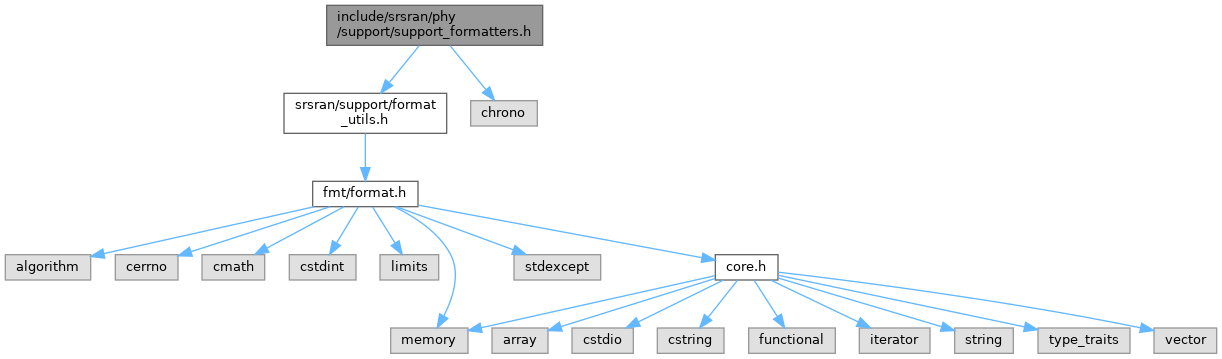 include/srsran/phy
/support/support_formatters.h
srsran/support/format
_utils.h
chrono
fmt/format.h
algorithm
cerrno
cmath
cstdint
limits
stdexcept
core.h
memory
array
cstdio
cstring
functional
iterator
string
type_traits
vector